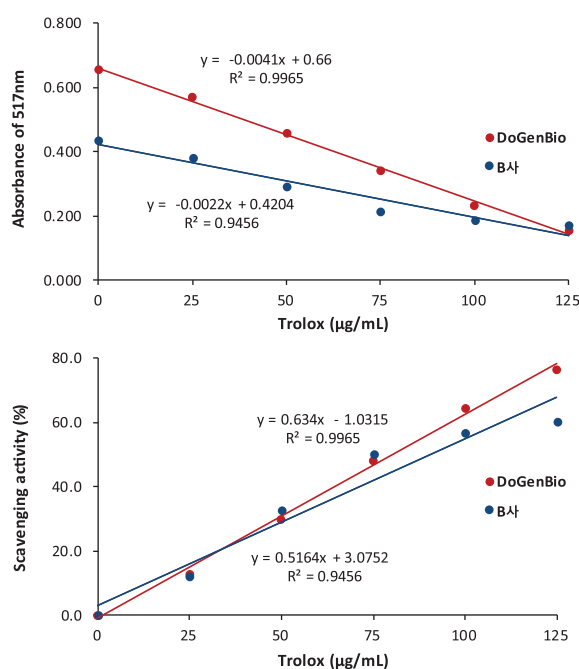 0.800
0.600
0.400
0.200
0.000
Absorbance of 517nm
y = -0.0041x + 0.66
R² = 0.9965
y = -0.0022x + 0.4204
R² = 0.9456
DoGenBio
B사
0 25 50 75 100 125
Trolox (µg/mL)
80.0
60.0
40.0
20.0
0.0
Scavenging activity (%)
y = 0.634x - 1.0315
R² = 0.9965
y = 0.5164x + 3.0752
R² = 0.9456
DoGenBio
B사
0 25 50 75 100 125
Trolox (µg/mL)